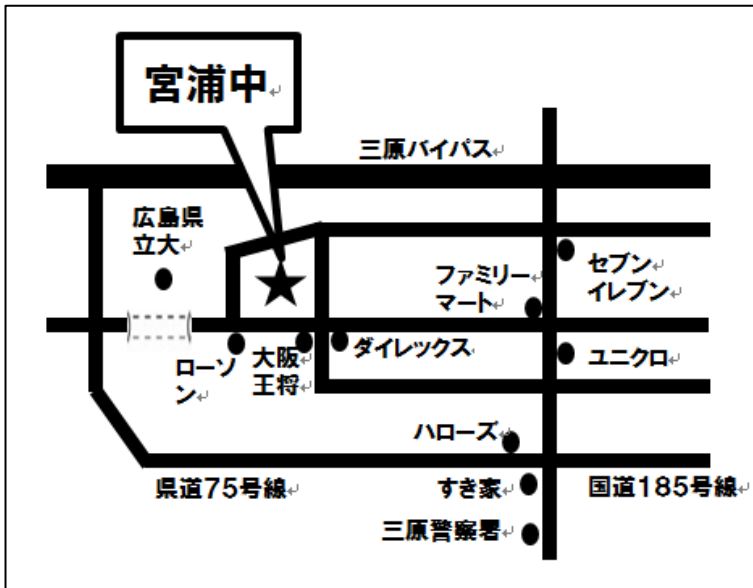 宮浦中
三原バイパス
広島県
立大
セブン
イレブン
ファミリー
マート
ダイレックス
ローソ
ン
大阪
王将
ユニクロ
ハローズ
県道75号線
すき家
国道185号線
三原警察署